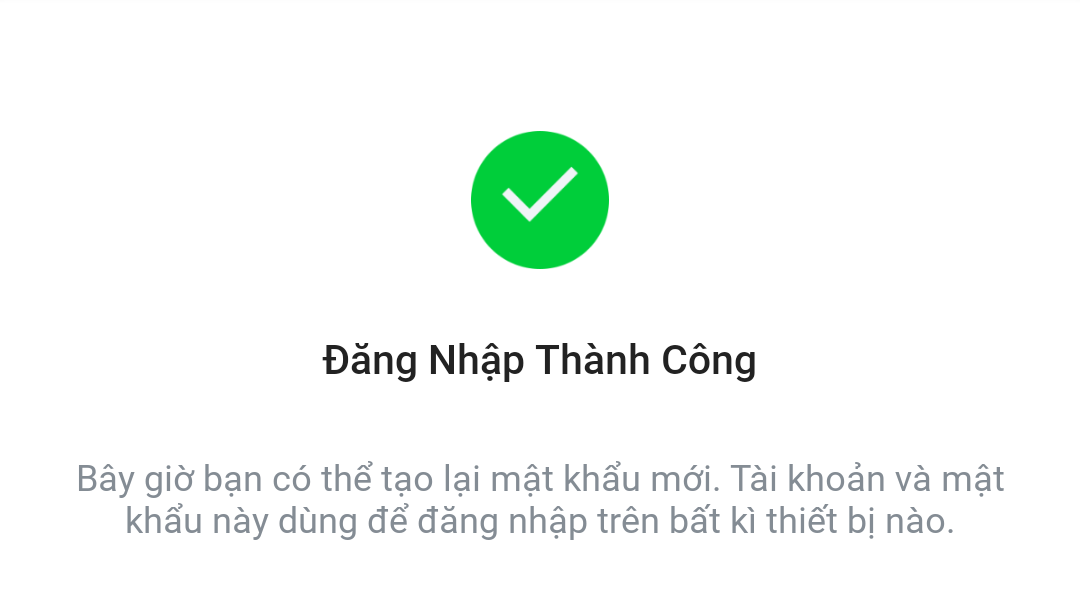 Đăng Nhập Thành Công
Bây giờ bạn có thể tạo lại mật khẩu mới. Tài khoản và mật
khẩu này dùng để đăng nhập trên bất kì thiết bị nào.